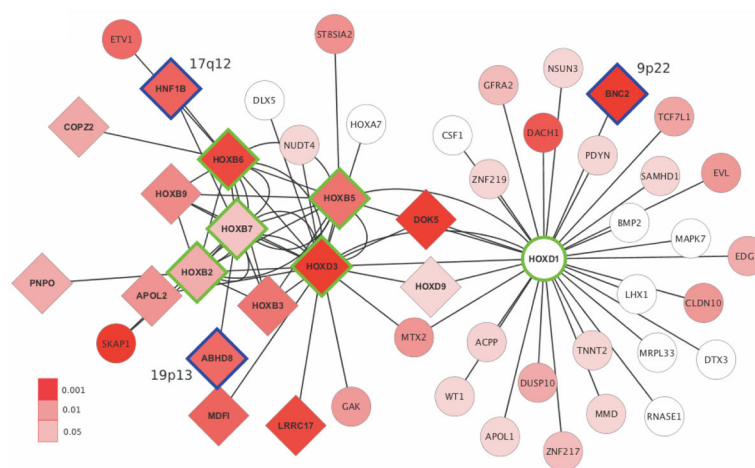 ETV1
17q12
HNF1B
ST8SIA2
COPZ2
DLX5
HOXA7
NUDT4
HOXB6
HOXB9
HOXB5
HOXB7
DOK5
HOXB2
HOXD3
PNPO
APOL2
HOXB3
HOXD9
SKAP1
MTX2
ABHD8
19p13
MDFI
LRRC17
GAK
0.001
0.01
0.05
NSUN3
9p22
GFRA2
BNC2
TCF7L1
CSF1
DACH1
PDYN
ZNF219
SAMHD1
EVL
BMP2
MAPK7
HOXD1
EDG
LHX1
CLDN10
ACPP
TNNT2
MRPL33
DTX3
WT1
DUSP10
MMD
RNASE1
APOL1
ZNF217